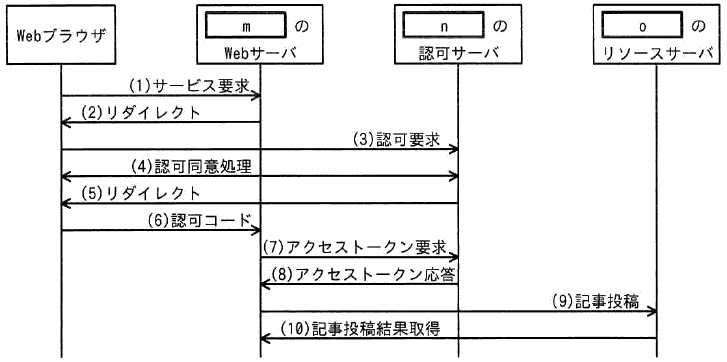 Webブラウザ
m の
Webサーバ
n の
認可サーバ
o の
リソースサーバ
(1)サービス要求
(2)リダイレクト
(3)認可要求
(4)認可同意処理
(5)リダイレクト
(6)認可コード
(7)アクセストークン要求
(8)アクセストークン応答
(9)記事投稿
(10)記事投稿結果取得